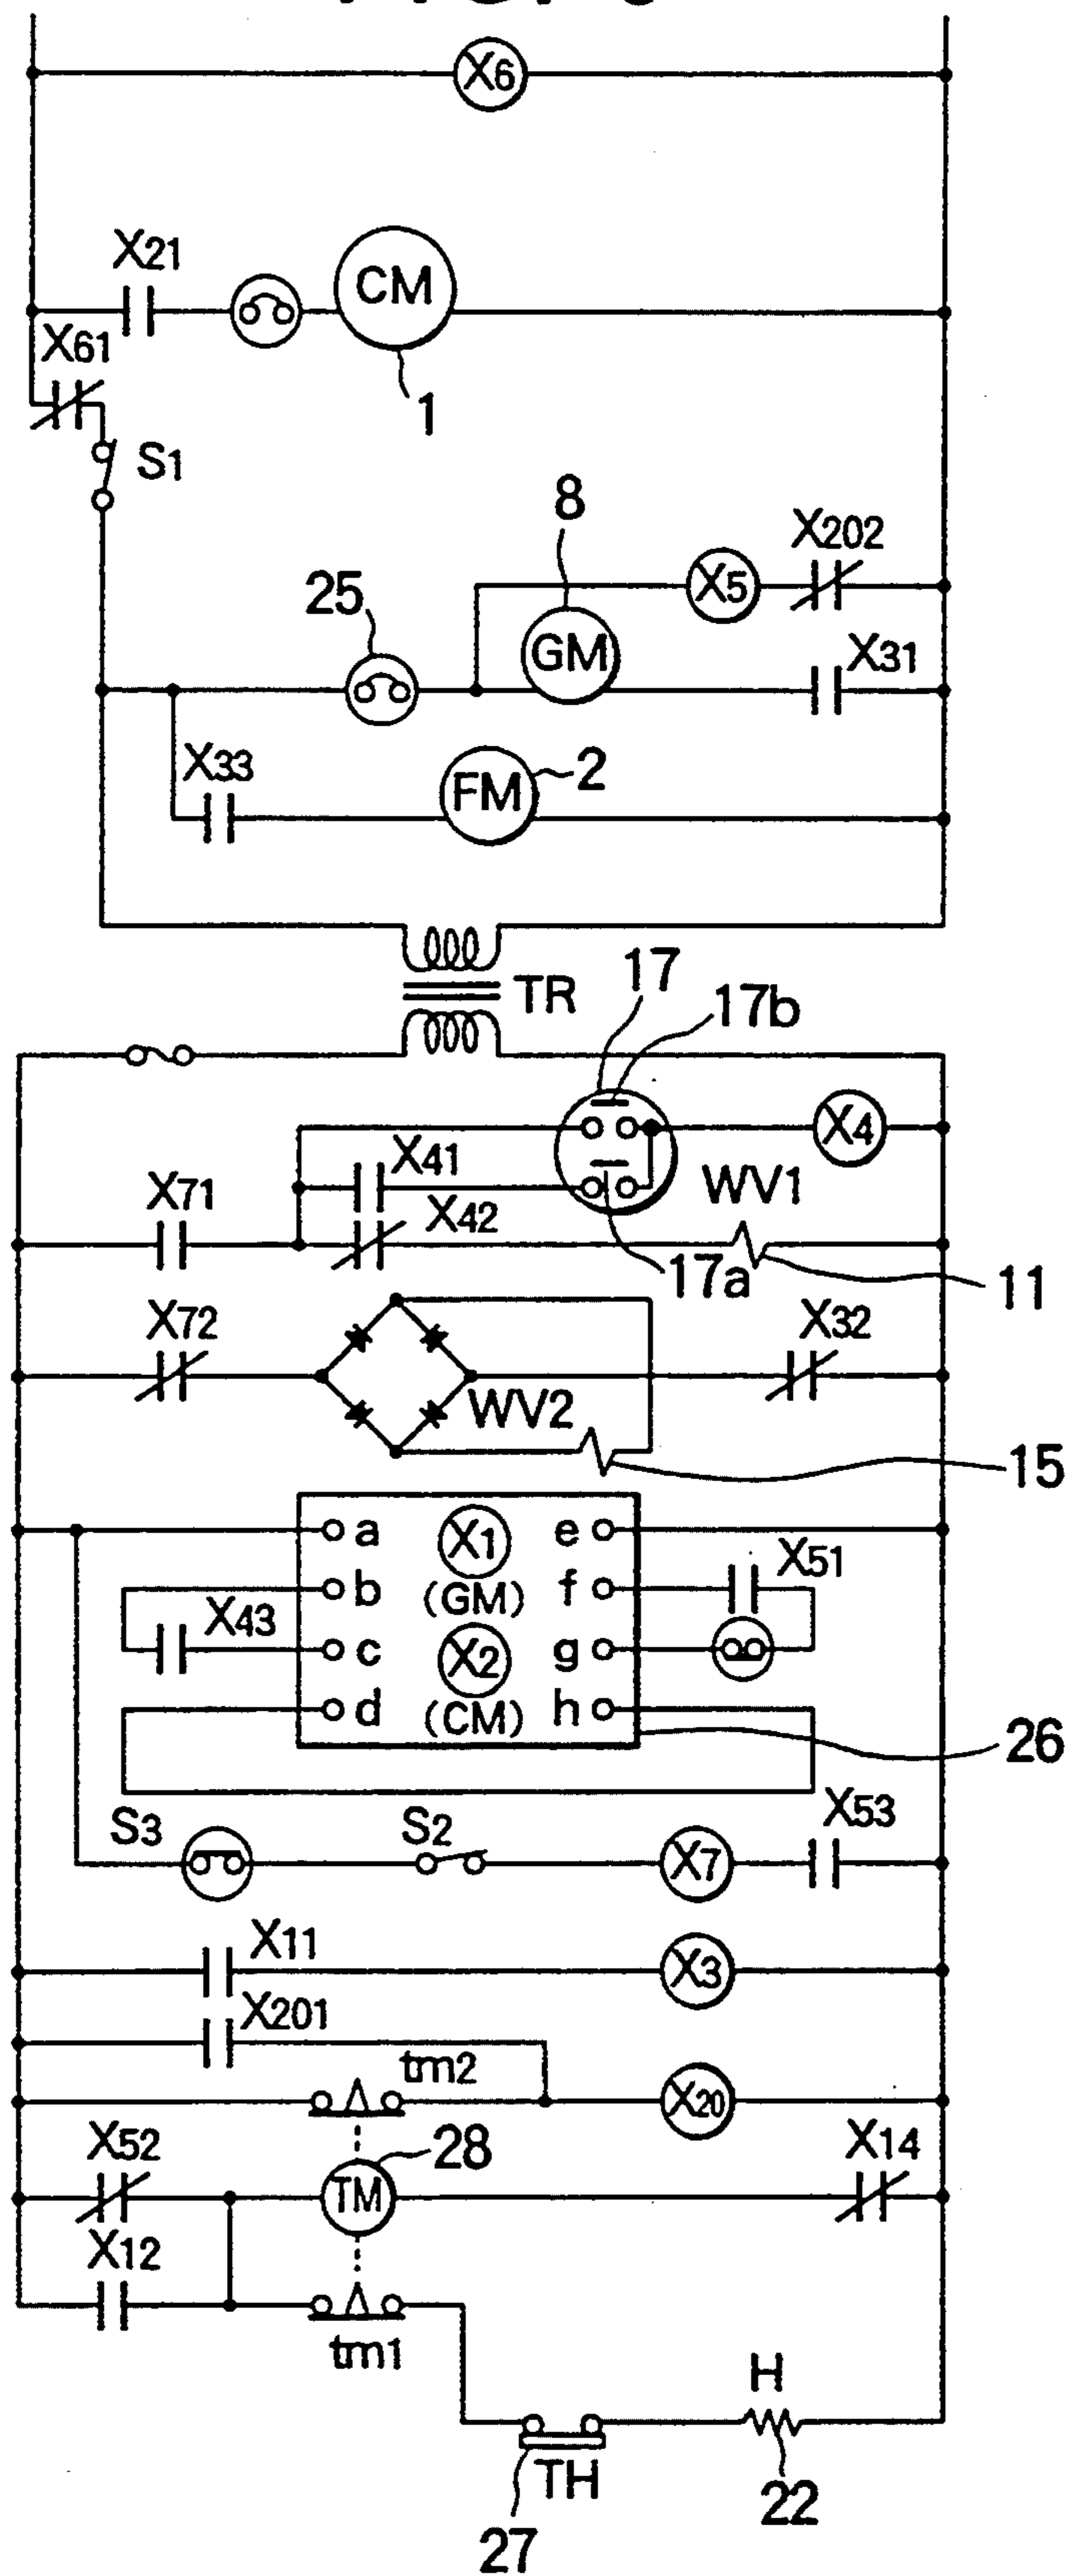 X6
X21
CM
1
X61
S1
8
X202
X5
25
GM
X31
X33
FM
2
TR
17
17b
X4
X41
X71
X42
WV1
17a
11
X72
X32
WV2
15
a X1 e
X51
b (GM) f
X43
c X2 g
d (CM) h
26
S3 S2 X53
X7
X11
X3
X201
tm2
X20
X52
28
X14
TM
X12
tm1
H
TH
22
27